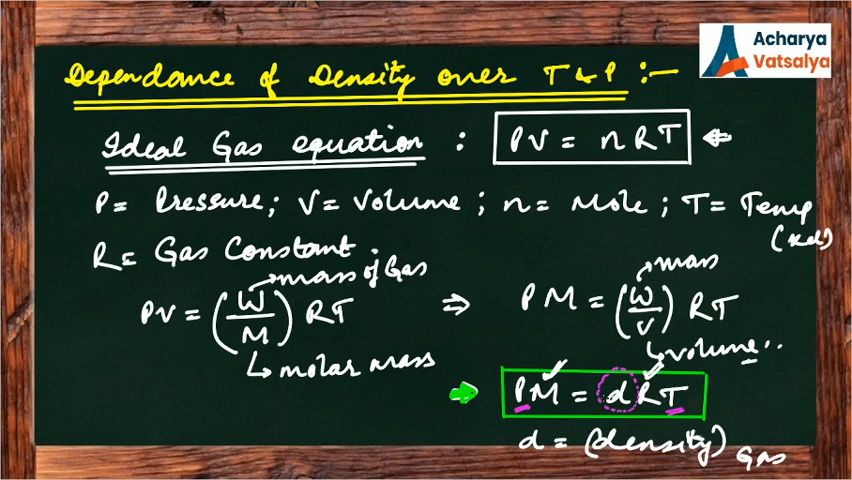 Acharya
Vatsalya
Dependance of Density over T & P :-
Ideal Gas equation : PV = nRT ⇐
P = Pressure; V = Volume; n = Mole; T = Temp
R = Gas Constant.
→ mass of Gas
PV = (W/M) RT
↳ molar mass
⇒ PM = (W/V) RT
→ mass
↳ volume..
➡ PM = dRT
d = (density) Gas